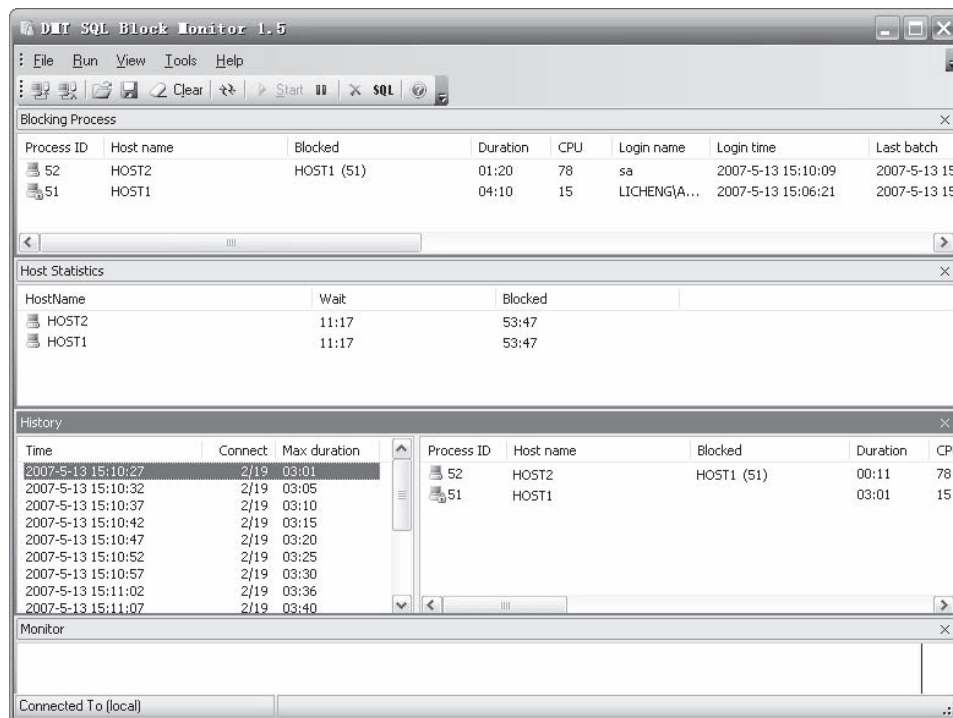 DMT SQL Block Monitor 1.5
File Run View Tools Help
Clear Start SQL
Blocking Process
Process ID Host name Blocked Duration CPU Login name Login time Last batch
52 HOST2 HOST1 (51) 01:20 78 sa 2007-5-13 15:10:09 2007-5-13 15
51 HOST1 04:10 15 LICHENG\A... 2007-5-13 15:06:21 2007-5-13 15
Host Statistics
HostName Wait Blocked
HOST2 11:17 53:47
HOST1 11:17 53:47
History
Time Connect Max duration
2007-5-13 15:10:27 2/19 03:01
2007-5-13 15:10:32 2/19 03:05
2007-5-13 15:10:37 2/19 03:10
2007-5-13 15:10:42 2/19 03:15
2007-5-13 15:10:47 2/19 03:20
2007-5-13 15:10:52 2/19 03:25
2007-5-13 15:10:57 2/19 03:30
2007-5-13 15:11:02 2/19 03:36
2007-5-13 15:11:07 2/19 03:40
Process ID Host name Blocked Duration CP
52 HOST2 HOST1 (51) 00:11 78
51 HOST1 03:01 15
Monitor
Connected To (local)